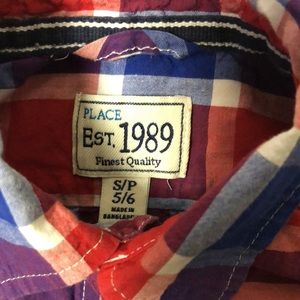 PLACE
EST. 1989
Finest Quality
S/P
5/6
MADE IN
BANGLADESH